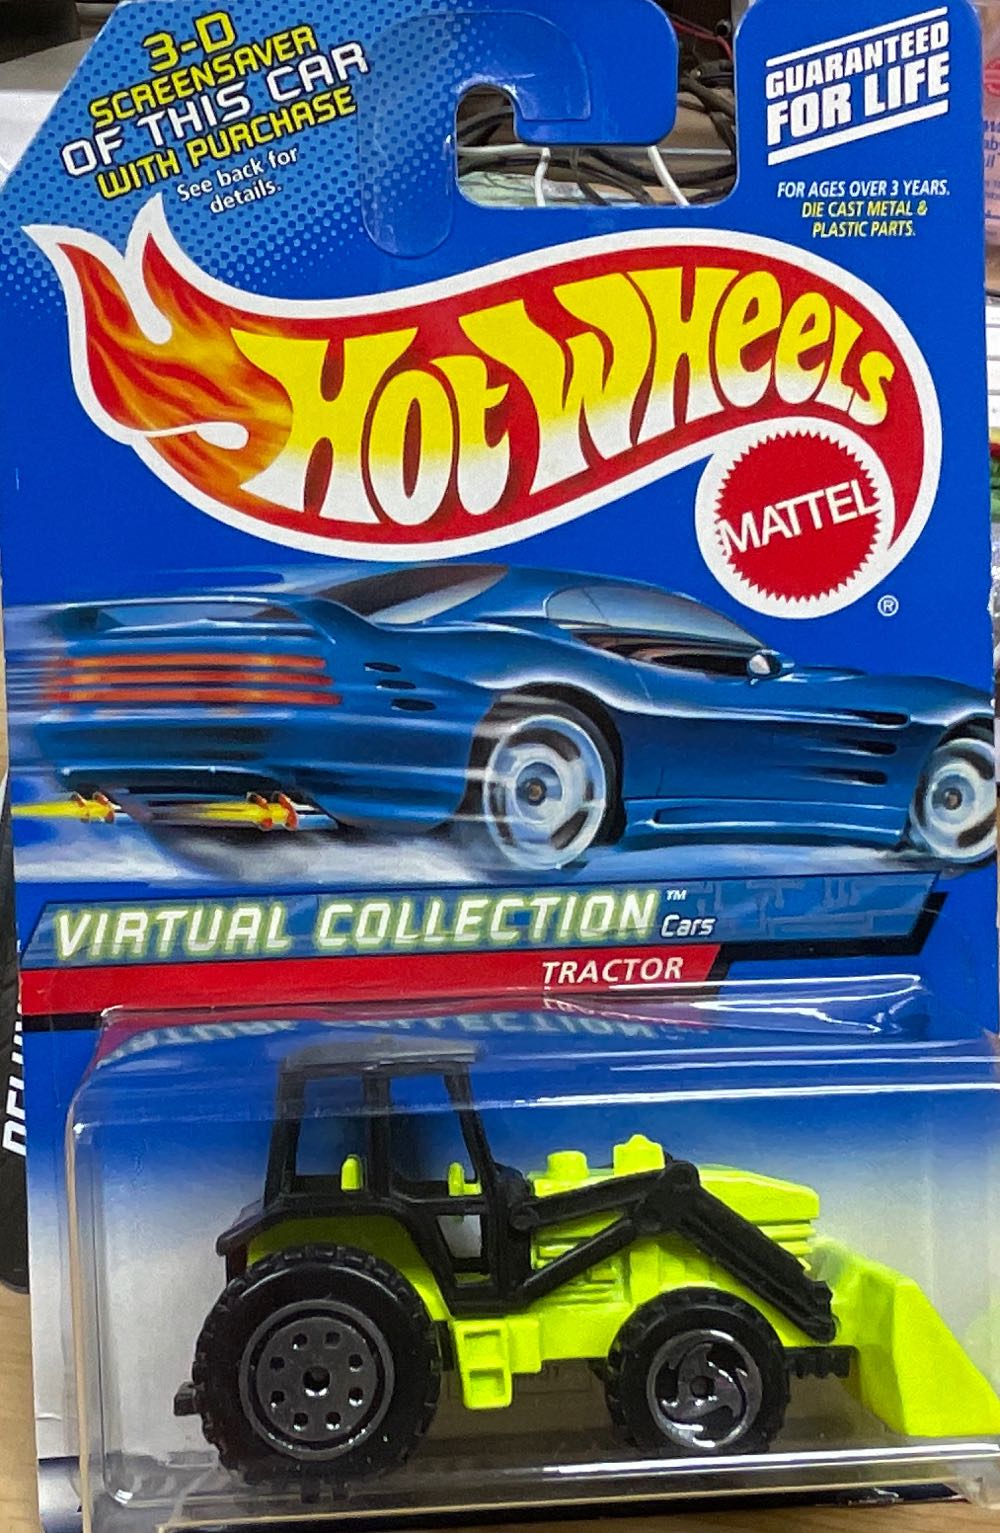 3-D
SCREENSAVER
OF THIS CAR
WITH PURCHASE
See back for
details.
GUARANTEED
FOR LIFE
FOR AGES OVER 3 YEARS.
DIE CAST METAL &
PLASTIC PARTS.
HOT WHEELS
MATTEL
®
VIRTUAL COLLECTION™
Cars
TRACTOR